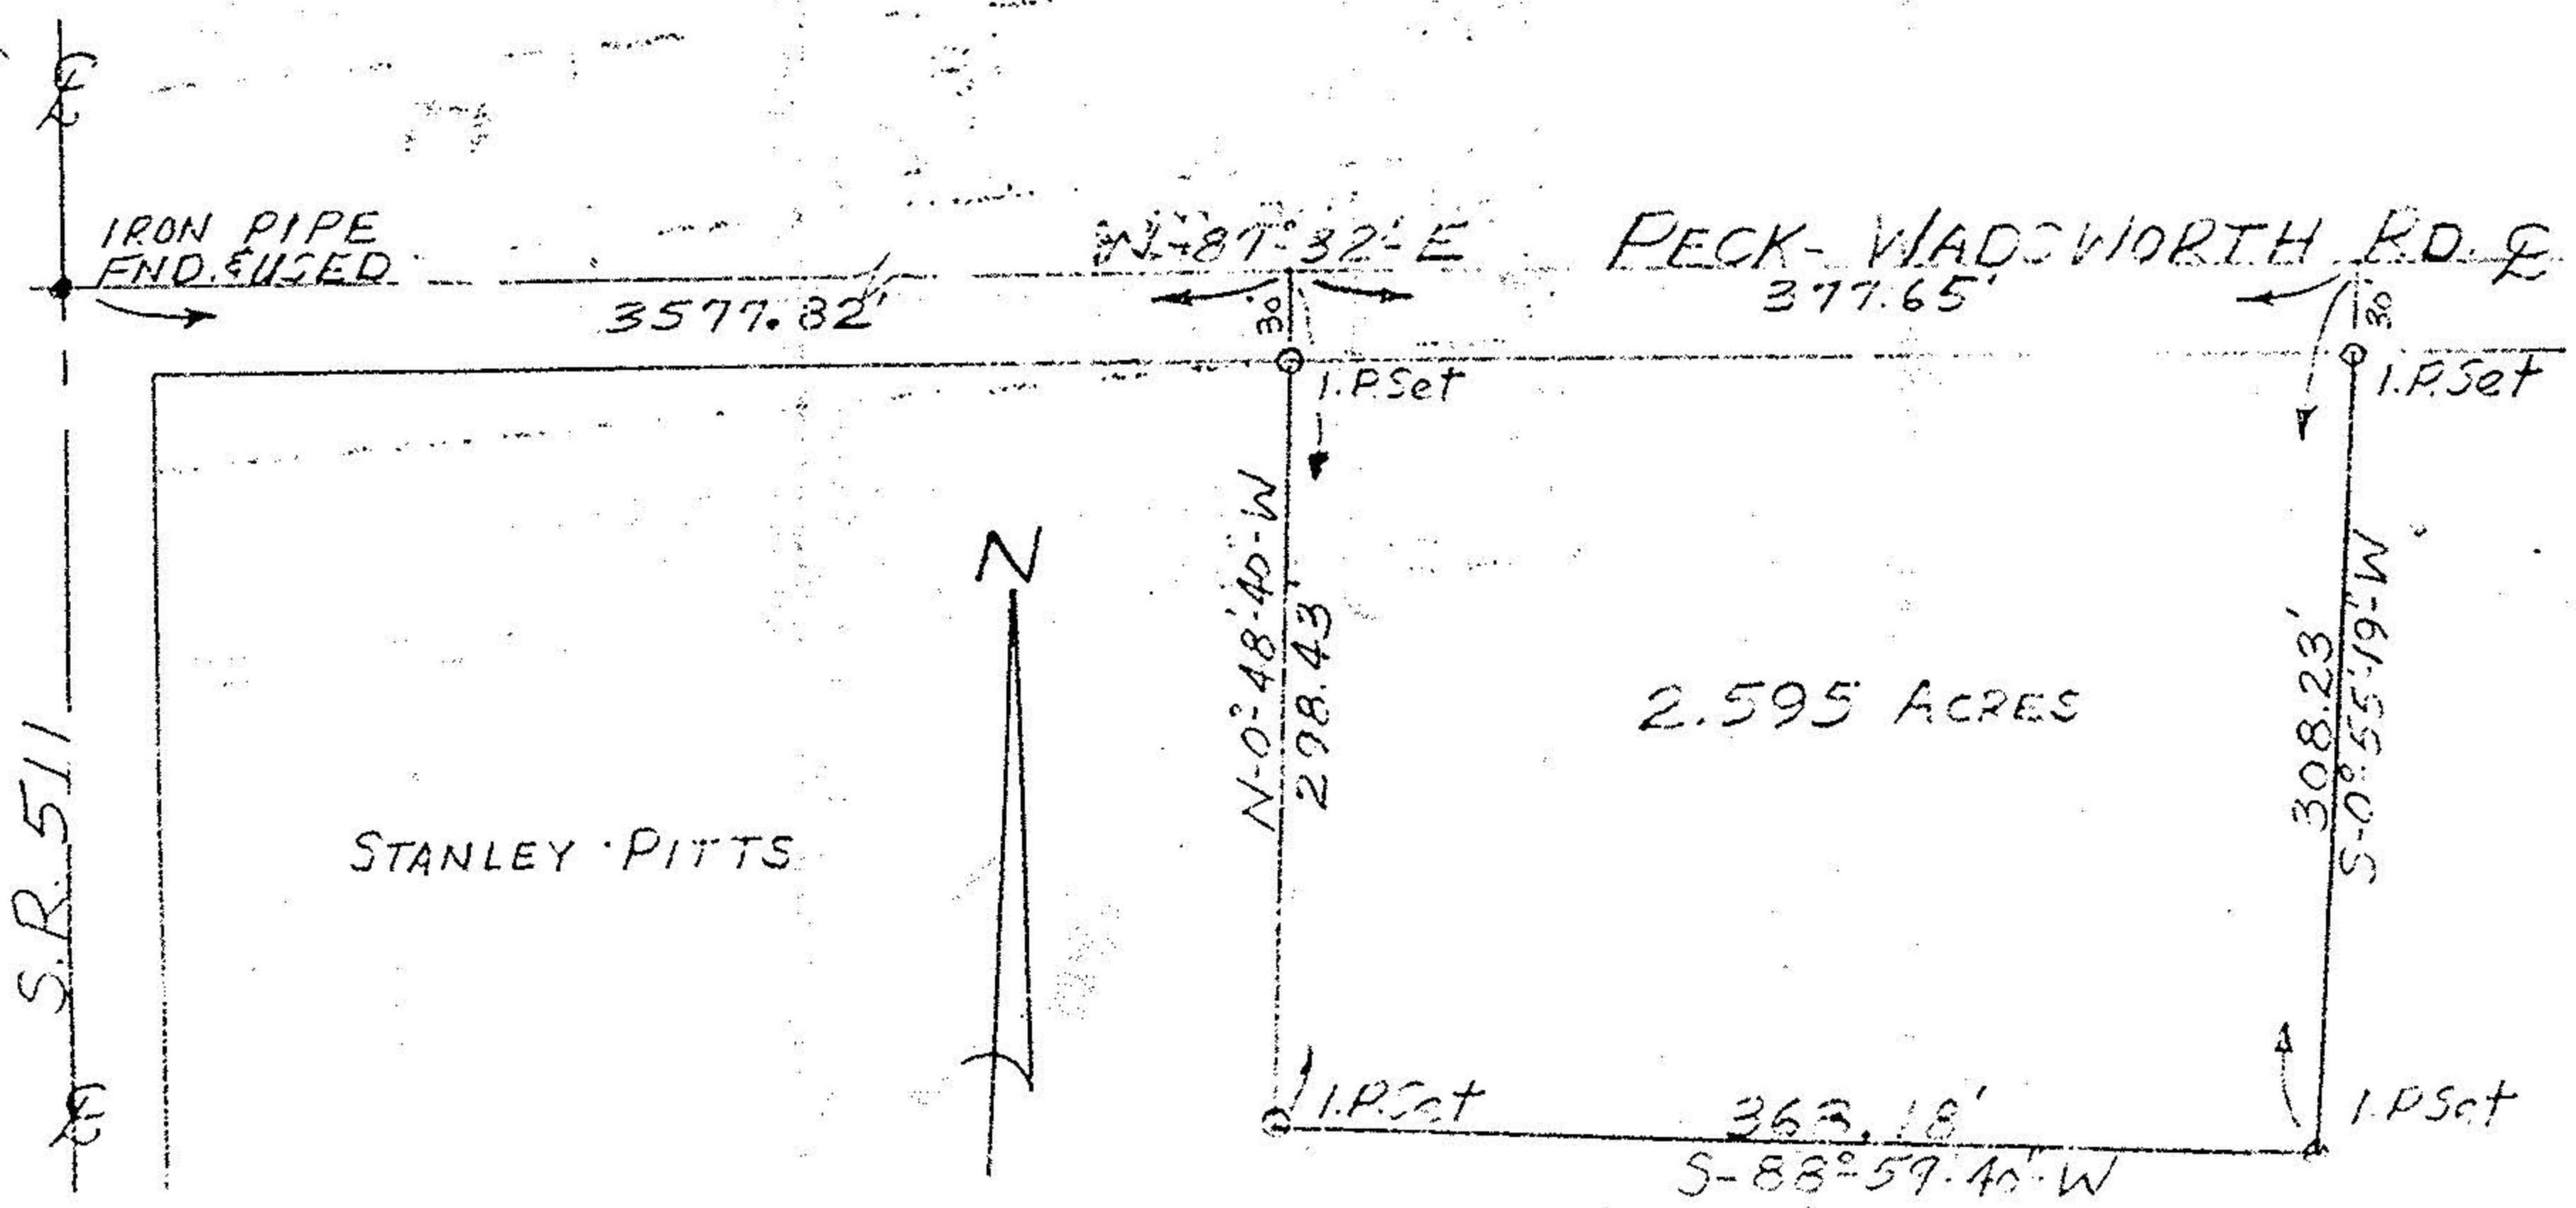 ℄
IRON PIPE
FND. & USED
N-87°-32'-E
PECK-WADSWORTH RD. ℄
3577.82'
377.65'
30'
30
I.P. Set
I.P. Set
N
N-0°-48'-40"-W
298.43'
2.595 ACRES
308.23'
S-0°-55'-19"-W
S.R. 511
STANLEY PITTS
℄
I.P. Set
363.18'
I.P. Set
S-88°-59'-40"-W